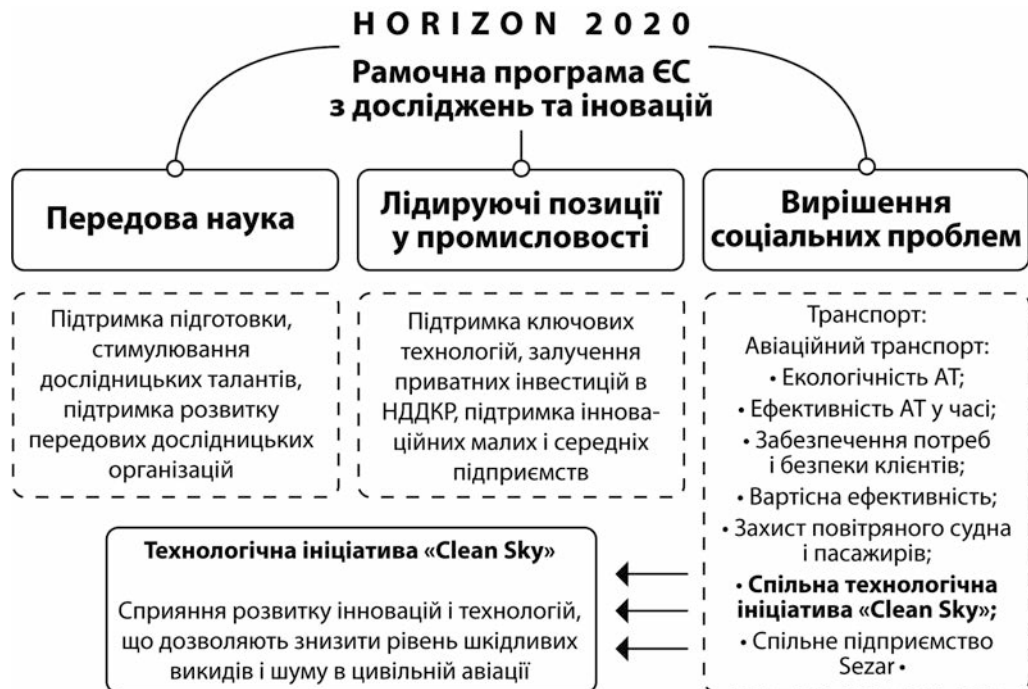 HORIZON 2020
Рамочна програма ЄС
з досліджень та іновацій
Передова наука
Лідируючі позиції
у промисловості
Вирішення
соціальних проблем
Підтримка підготовки,
стимулювання
дослідницьких талантів,
підтримка розвитку
передових дослідницьких
організацій
Підтримка ключових
технологій, залучення
приватних інвестицій в
НДДКР, підтримка іннова-
ційних малих і середніх
підприємств
Транспорт:
Авіаційний транспорт:
• Екологічність АТ;
• Ефективність АТ у часі;
• Забезпечення потреб
і безпеки клієнтів;
• Вартісна ефективність;
• Захист повітряного судна
і пасажирів;
• Спільна технологічна
ініціатива «Clean Sky»;
• Спільне підприємство
Sezar •
Технологічна ініціатива «Clean Sky»
Сприяння розвитку інновацій і технологій,
що дозволяють знизити рівень шкідливих
викидів і шуму в цивільній авіації